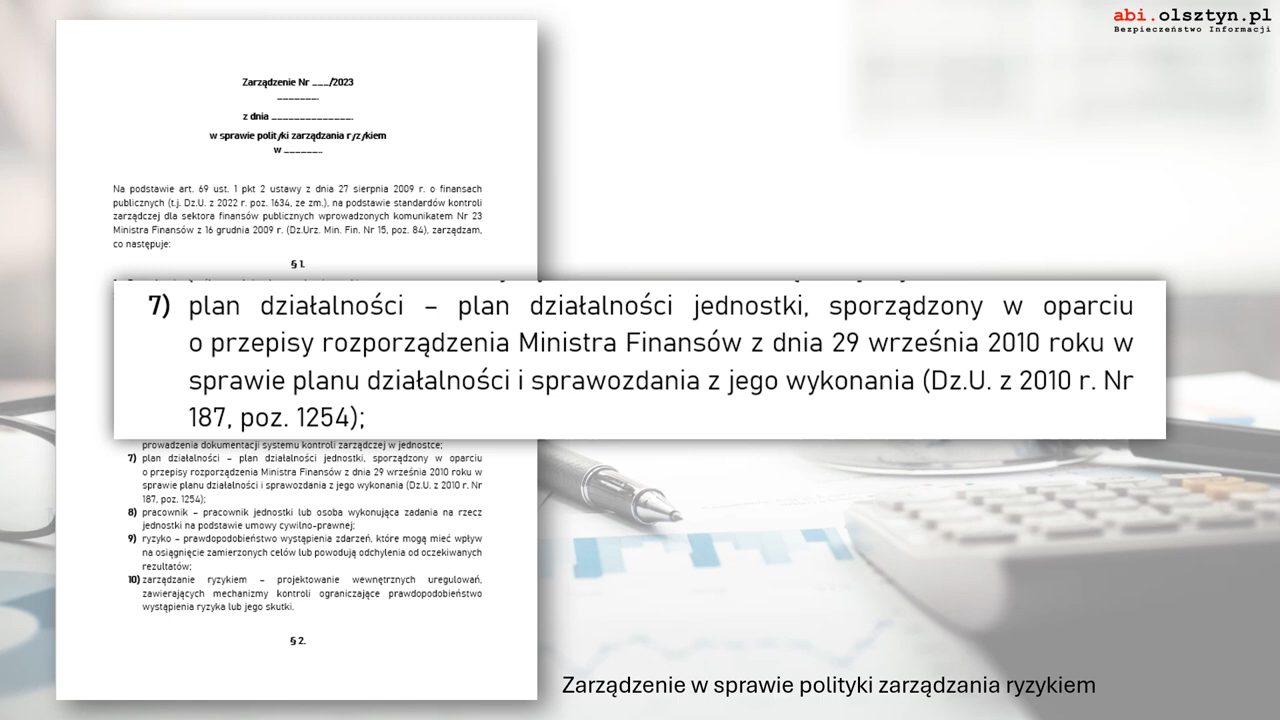 abi.olsztyn.pl
Bezpieczeństwo Informacji
Zarządzenie Nr ___/2023
________.
z dnia ________________.
w sprawie polityki zarządzania ryzykiem
w ________.
Na podstawie art. 69 ust. 1 pkt 2 ustawy z dnia 27 sierpnia 2009 r. o finansach
publicznych (t.j. Dz.U. z 2022 r. poz. 1634, ze zm.), na podstawie standardów kontroli
zarządczej dla sektora finansów publicznych wprowadzonych komunikatem Nr 23
Ministra Finansów z 16 grudnia 2009 r. (Dz.Urz. Min. Fin. Nr 15, poz. 84), zarządzam,
co następuje:
§ 1.
7) plan działalności – plan działalności jednostki, sporządzony w oparciu
o przepisy rozporządzenia Ministra Finansów z dnia 29 września 2010 roku w
sprawie planu działalności i sprawozdania z jego wykonania (Dz.U. z 2010 r. Nr
187, poz. 1254);
prowadzenia dokumentacji systemu kontroli zarządczej w jednostce;
7) plan działalności – plan działalności jednostki, sporządzony w oparciu
o przepisy rozporządzenia Ministra Finansów z dnia 29 września 2010 roku w
sprawie planu działalności i sprawozdania z jego wykonania (Dz.U. z 2010 r. Nr
187, poz. 1254);
8) pracownik – pracownik jednostki lub osoba wykonująca zadania na rzecz
jednostki na podstawie umowy cywilno-prawnej;
9) ryzyko – prawdopodobieństwo wystąpienia zdarzeń, które mogą mieć wpływ
na osiągnięcie zamierzonych celów lub powodują odchylenia od oczekiwanych
rezultatów;
10) zarządzanie ryzykiem – projektowanie wewnętrznych uregulowań,
zawierających mechanizmy kontroli ograniczające prawdopodobieństwo
wystąpienia ryzyka lub jego skutki.
§ 2.
Zarządzenie w sprawie polityki zarządzania ryzykiem